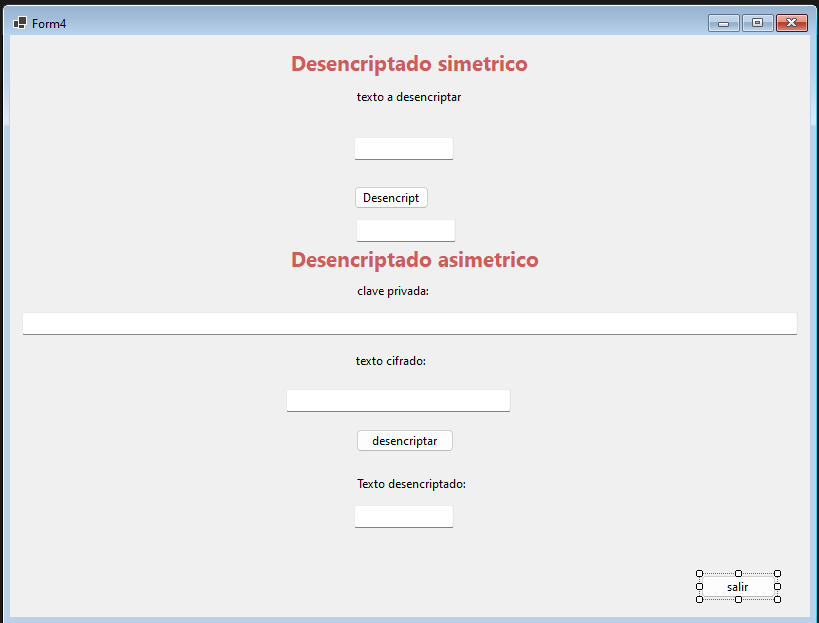 Form4
Desencriptado simetrico
texto a desencriptar
Desencript
Desencriptado asimetrico
clave privada:
texto cifrado:
desencriptar
Texto desencriptado:
salir